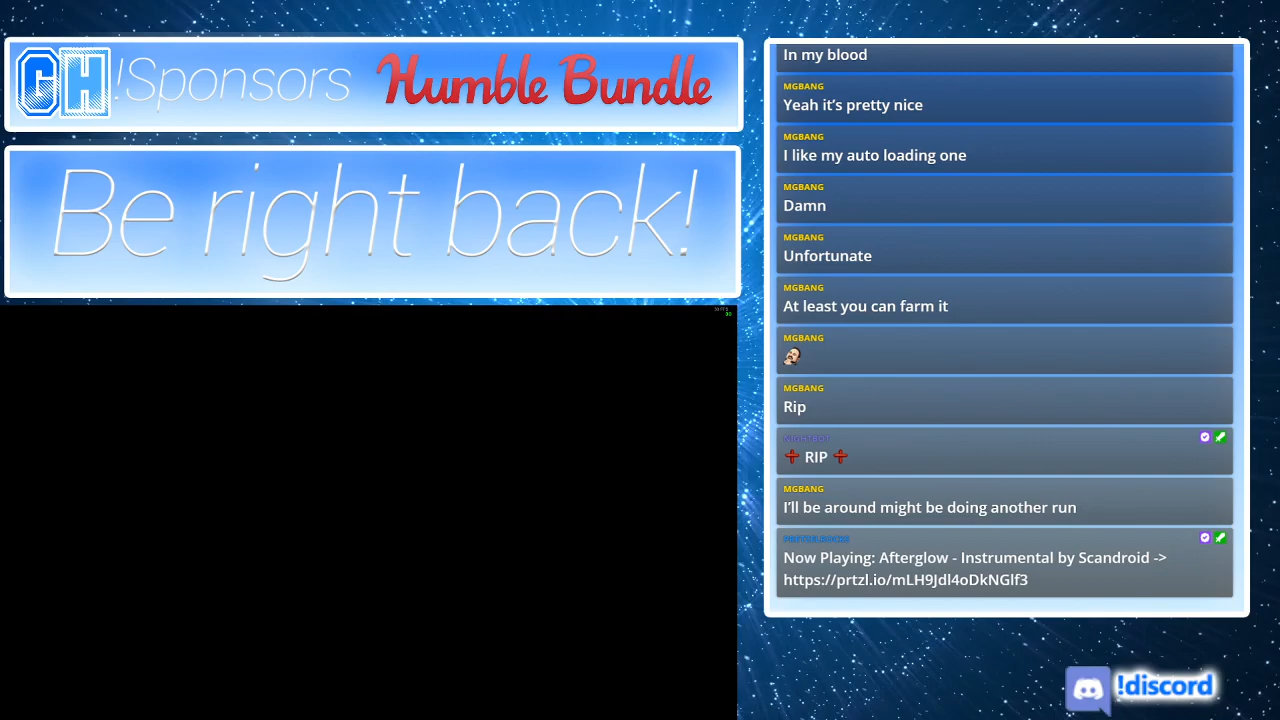 GH !Sponsors Humble Bundle
Be right back!
In my blood
MGBANG
Yeah it's pretty nice
MGBANG
I like my auto loading one
MGBANG
Damn
MGBANG
Unfortunate
MGBANG
At least you can farm it
MGBANG
MGBANG
Rip
NIGHTBOT
RIP
MGBANG
I'll be around might be doing another run
PRETZELROCKS
Now Playing: Afterglow - Instrumental by Scandroid ->
https://prtzl.io/mLH9Jdl4oDkNGlf3
!discord